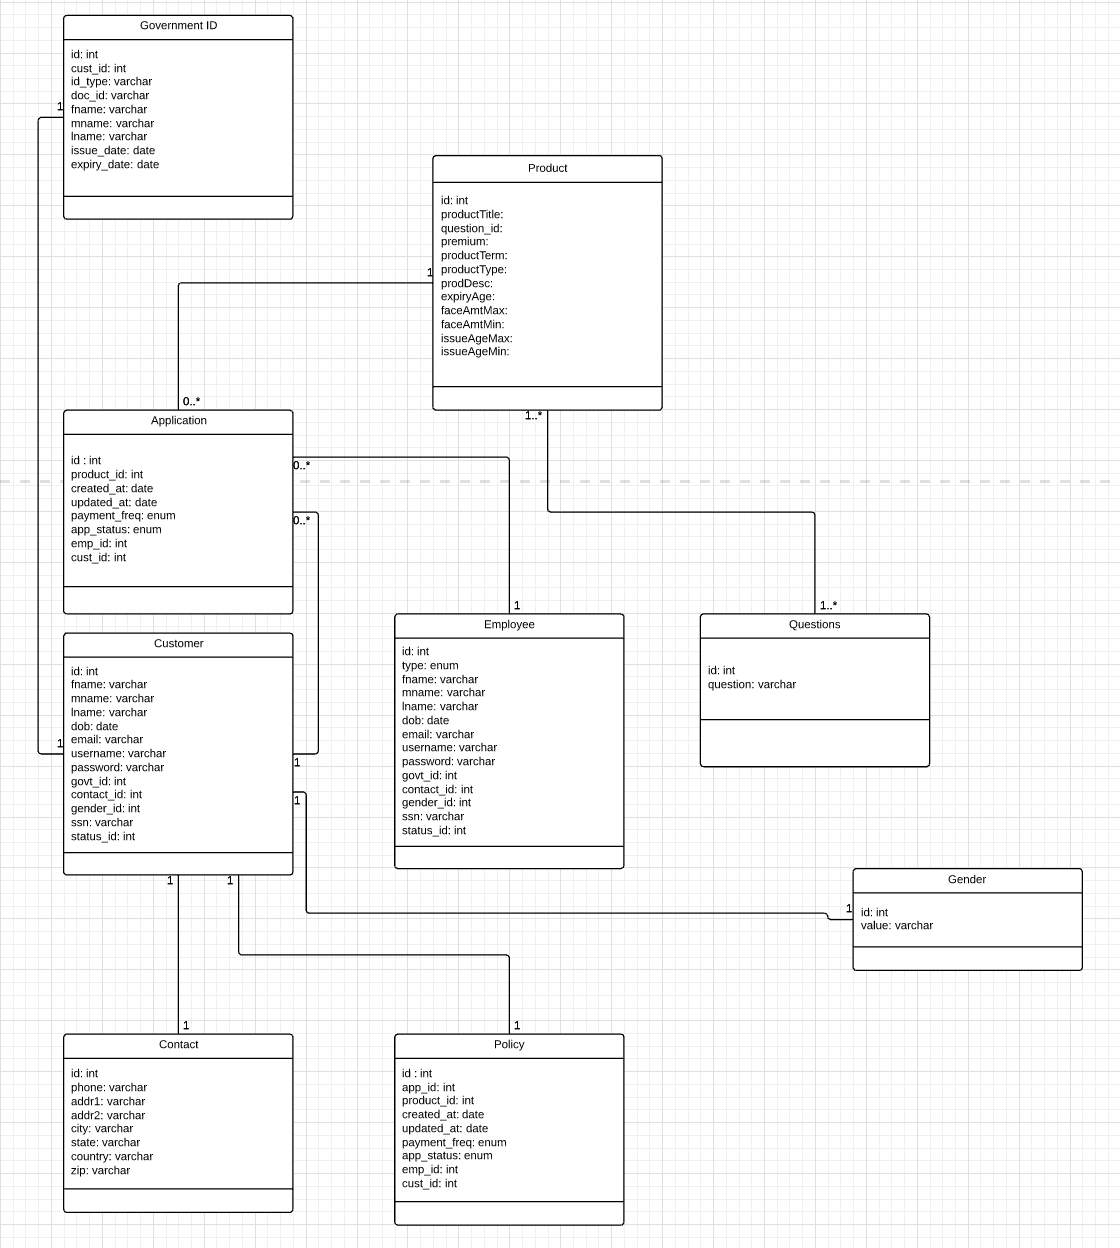 Government ID
id: int
cust_id: int
id_type: varchar
doc_id: varchar
fname: varchar
mname: varchar
lname: varchar
issue_date: date
expiry_date: date
1
Product
id: int
productTitle:
question_id:
premium:
productTerm:
productType:
prodDesc:
expiryAge:
faceAmtMax:
faceAmtMin:
issueAgeMax:
issueAgeMin:
1
1..*
0..*
Application
id : int
product_id: int
created_at: date
updated_at: date
payment_freq: enum
app_status: enum
emp_id: int
cust_id: int
0..*
0..*
Customer
id: int
fname: varchar
mname: varchar
lname: varchar
dob: date
email: varchar
username: varchar
password: varchar
govt_id: int
contact_id: int
gender_id: int
ssn: varchar
status_id: int
1
1
1
1
1
1
Employee
id: int
type: enum
fname: varchar
mname: varchar
lname: varchar
dob: date
email: varchar
username: varchar
password: varchar
govt_id: int
contact_id: int
gender_id: int
ssn: varchar
status_id: int
1..*
Questions
id: int
question: varchar
Gender
1
id: int
value: varchar
1
Contact
id: int
phone: varchar
addr1: varchar
addr2: varchar
city: varchar
state: varchar
country: varchar
zip: varchar
1
Policy
id : int
app_id: int
product_id: int
created_at: date
updated_at: date
payment_freq: enum
app_status: enum
emp_id: int
cust_id: int